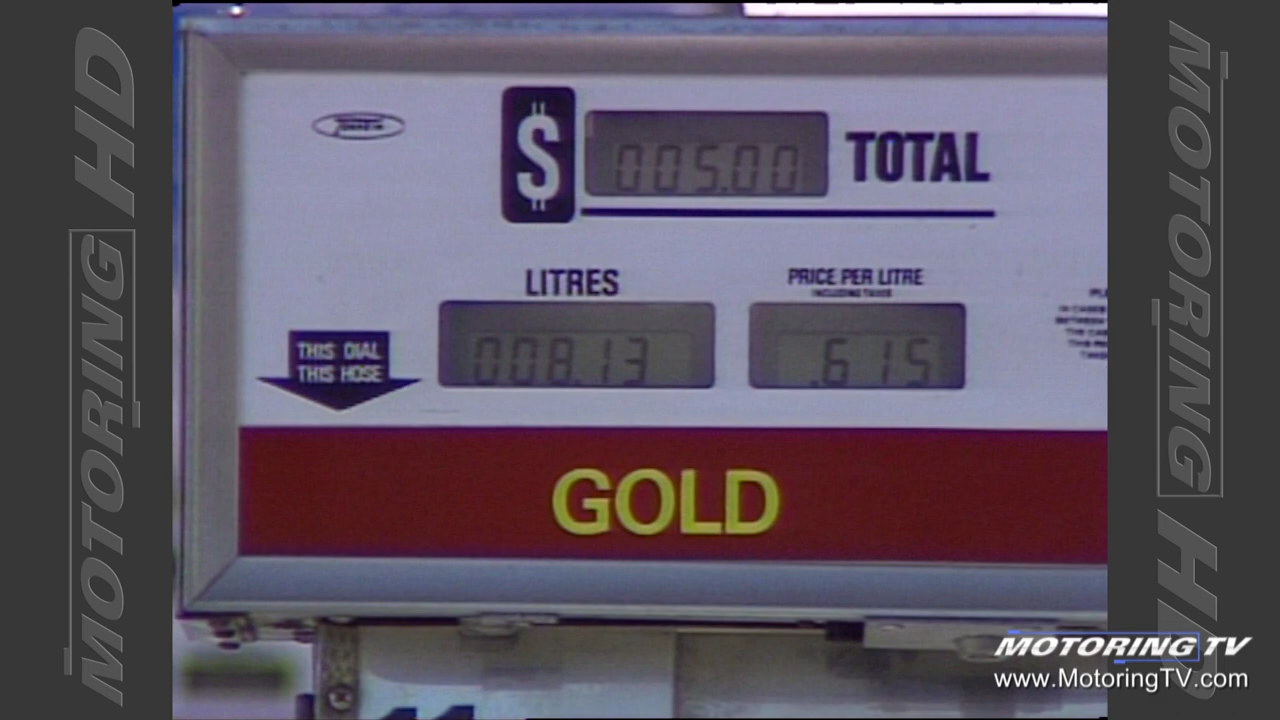 MOTORING HD
$ 005.00 TOTAL
LITRES
008.13
PRICE PER LITRE
INCLUDING TAXES
.615
THIS DIAL
THIS HOSE
GOLD
MOTORING HD
MOTORING TV
www.MotoringTV.com